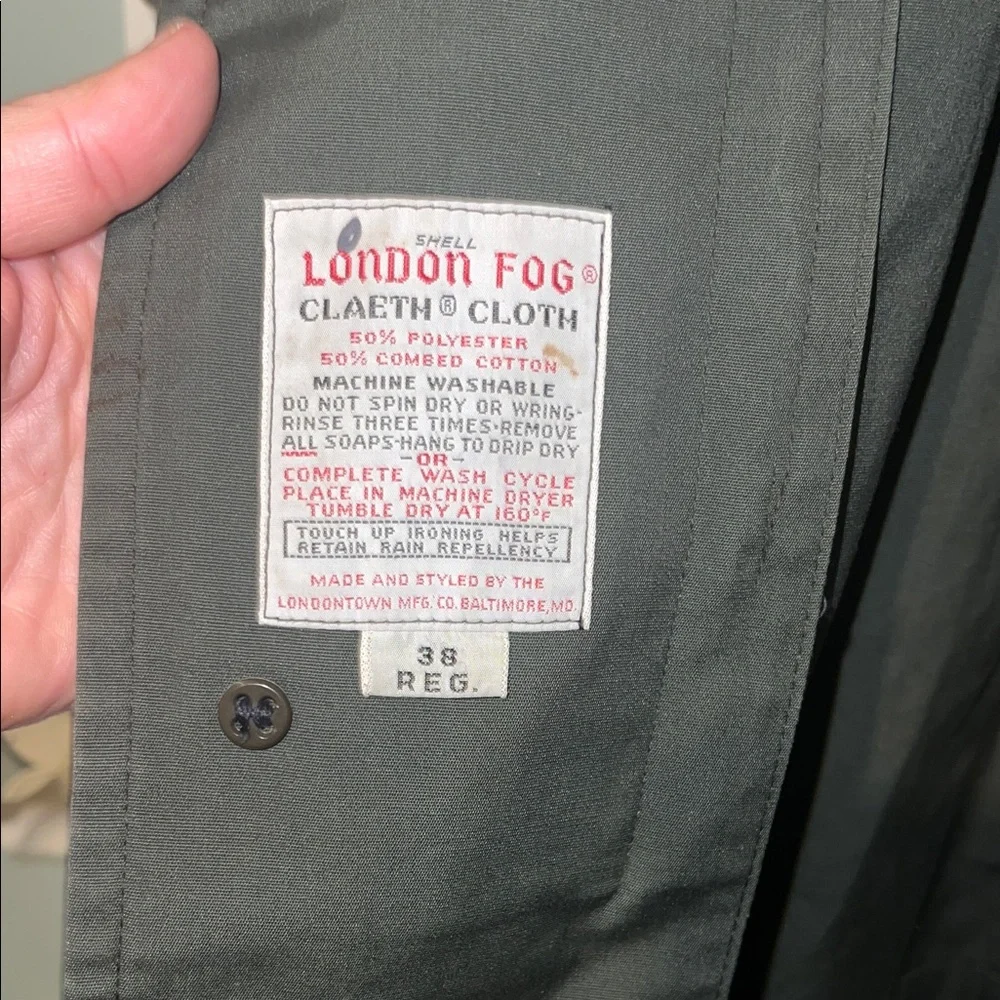 SHELL
LONDON FOG®
CLAETH® CLOTH
50% POLYESTER
50% COMBED COTTON
MACHINE WASHABLE
DO NOT SPIN DRY OR WRING-
RINSE THREE TIMES-REMOVE
ALL SOAPS-HANG TO DRIP DRY
-OR-
COMPLETE WASH CYCLE
PLACE IN MACHINE DRYER
TUMBLE DRY AT 160°F
TOUCH UP IRONING HELPS
RETAIN RAIN REPELLENCY
MADE AND STYLED BY THE
LONDONTOWN MFG. CO. BALTIMORE, MD.
38
REG.